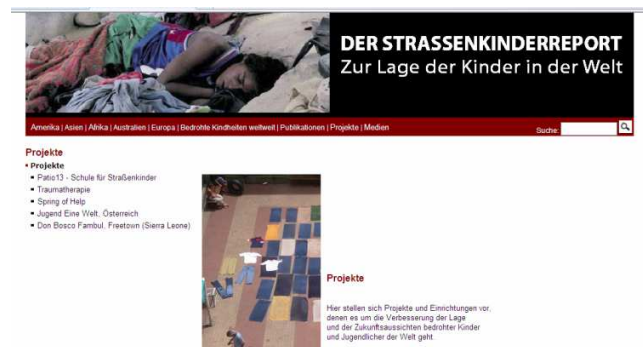 DER STRASSENKINDERREPORT
Zur Lage der Kinder in der Welt
Amerika | Asien | Afrika | Australien | Europa | Bedrohte Kindheiten weltweit | Publikationen | Projekte | Medien
Suche:
Projekte
Projekte
Patio13 - Schule für Straßenkinder
Traumatherapie
Spring of Help
Jugend Eine Welt, Österreich
Don Bosco Fambul, Freetown (Sierra Leone)
Projekte
Hier stellen sich Projekte und Einrichtungen vor,
denen es um die Verbesserung der Lage
und der Zukunftsaussichten bedrohter Kinder
und Jugendlicher der Welt geht.